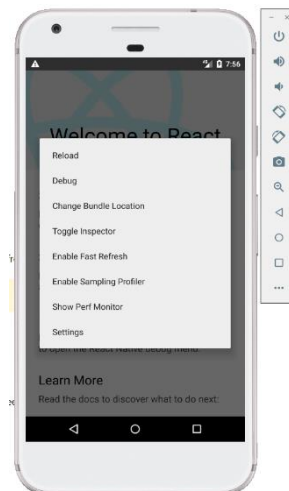 7:56
Welcome to React
Reload
Debug
Change Bundle Location
Toggle Inspector
Enable Fast Refresh
Enable Sampling Profiler
Show Perf Monitor
Settings
to open the React Native debug menu.
Learn More
Read the docs to discover what to do next: